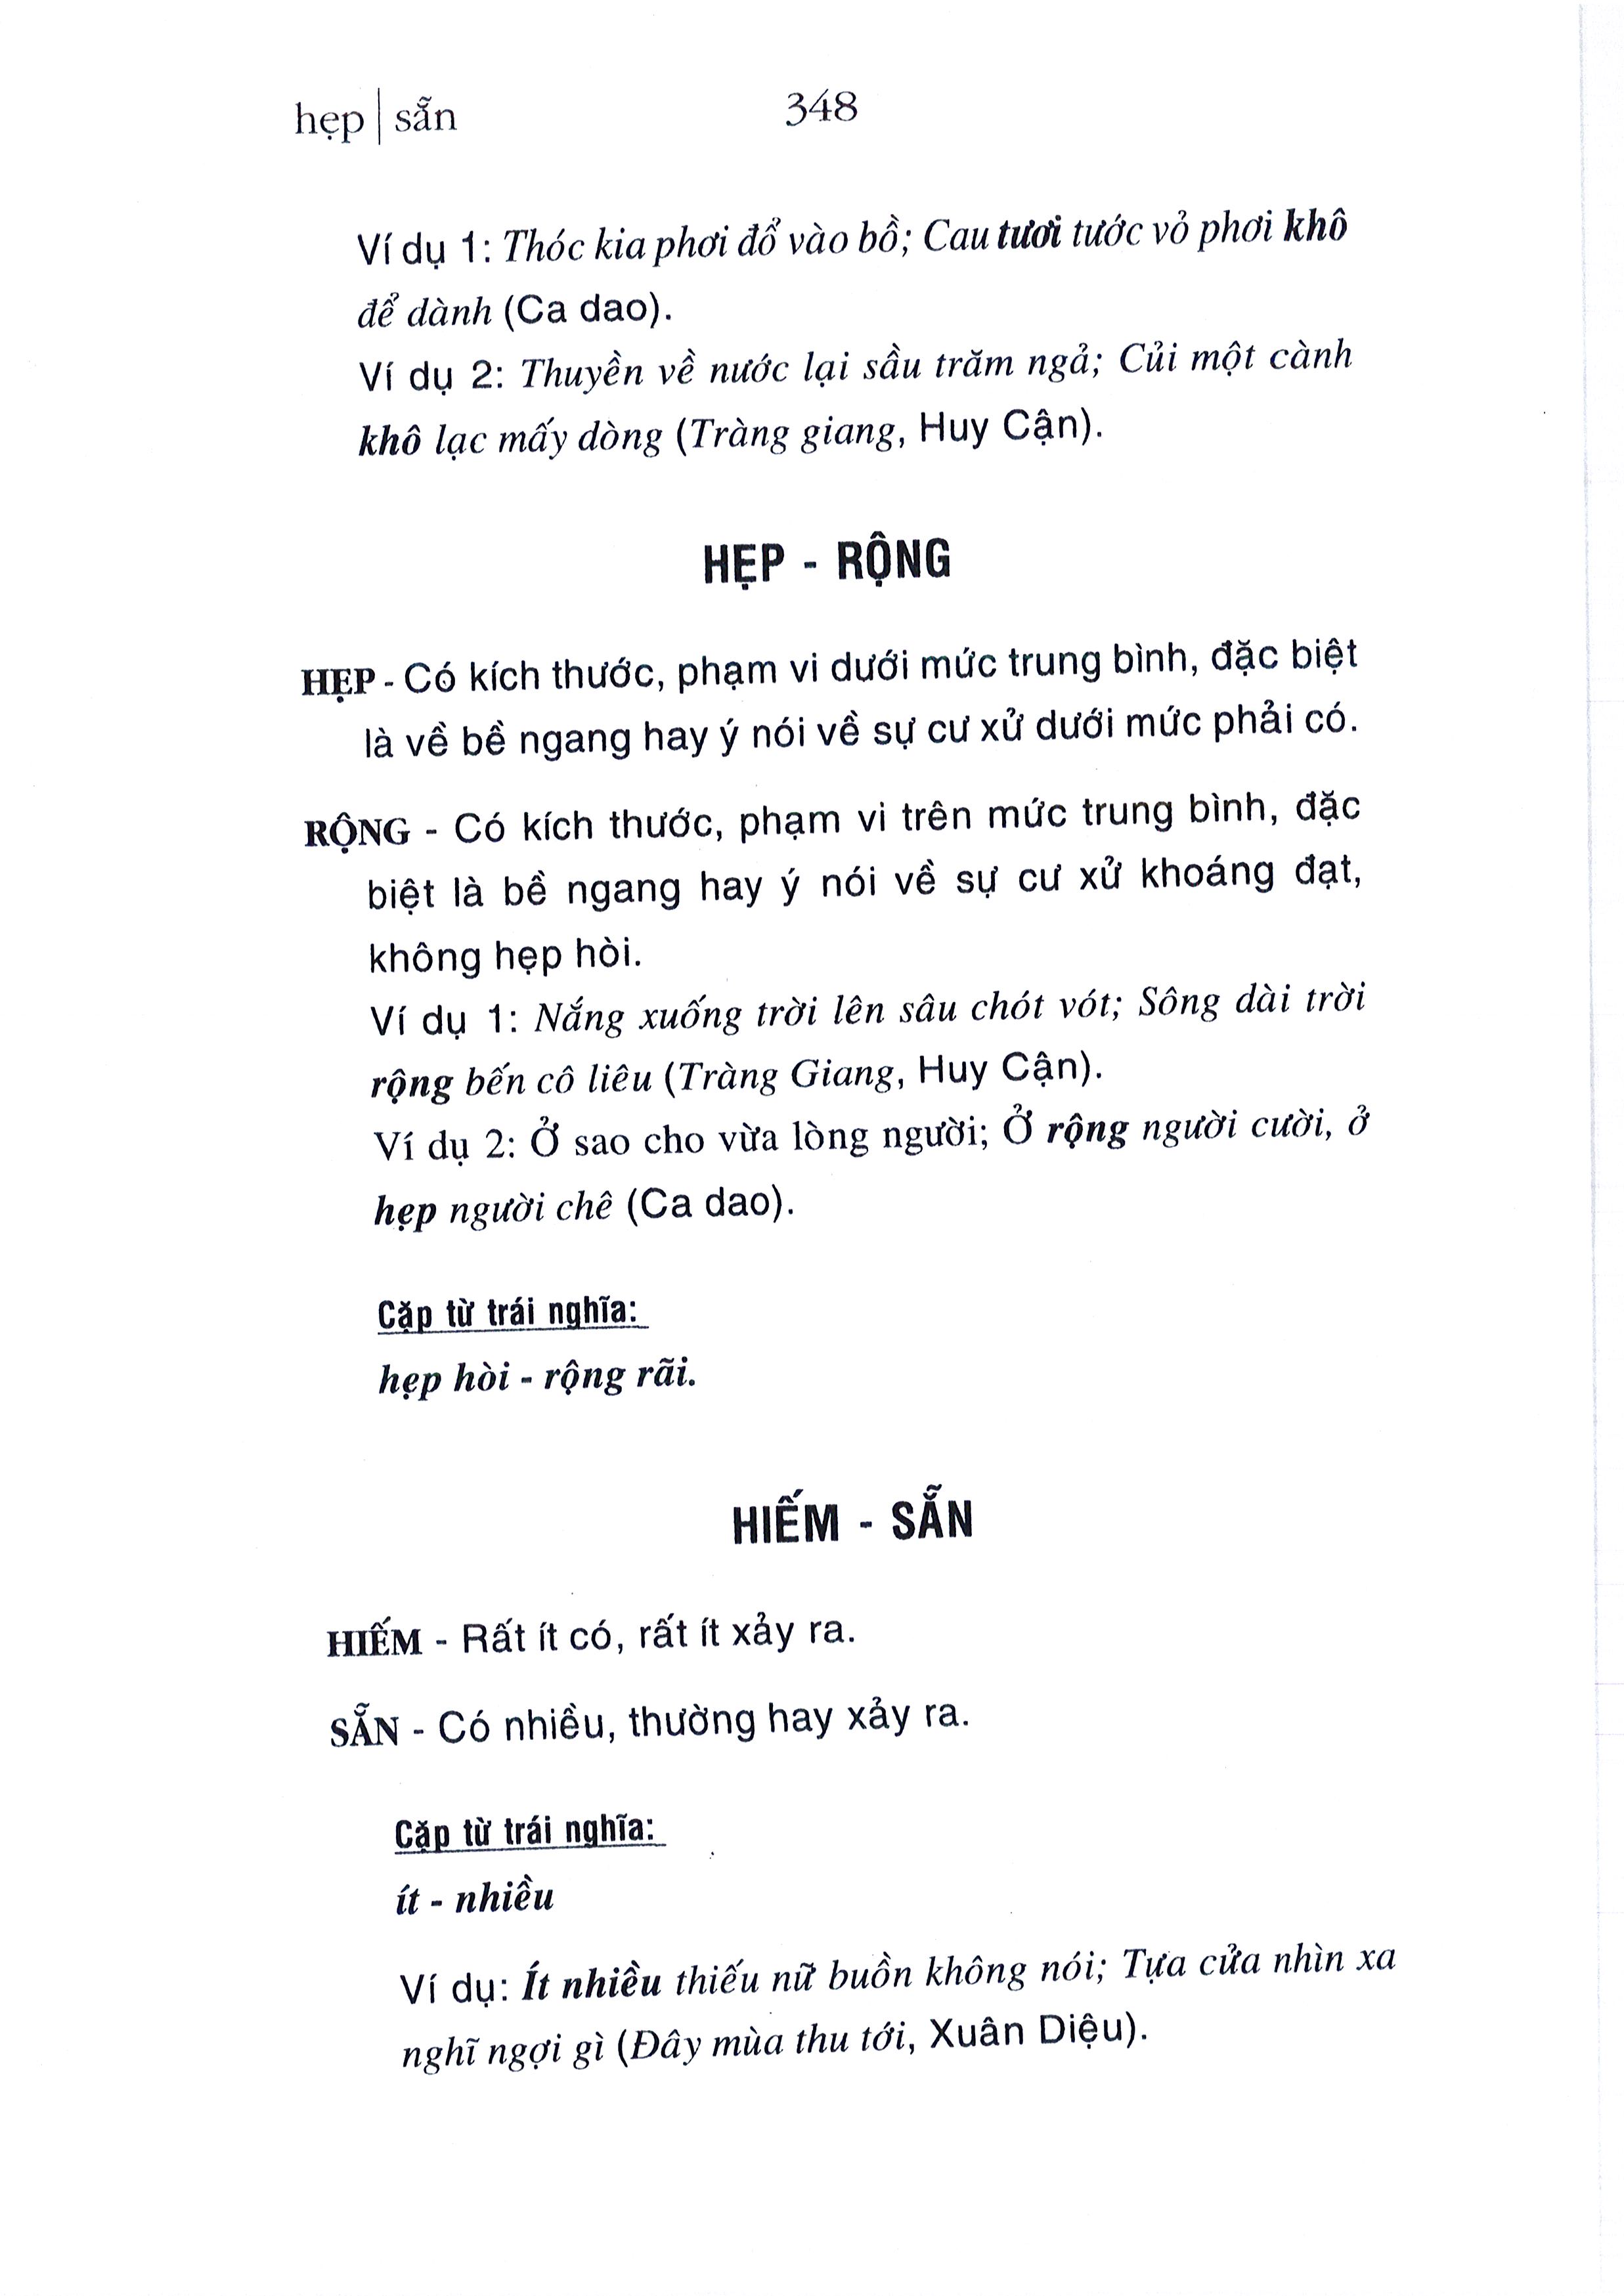 hẹp | sẵn
348
Ví dụ 1: Thóc kia phơi đổ vào bồ; Cau tươi tước vỏ phơi khô
để dành (Ca dao).
Ví dụ 2: Thuyền về nước lại sầu trăm ngả; Củi một cành
khô lạc mấy dòng (Tràng giang, Huy Cận).
HẸP - RỘNG
HẸP - Có kích thước, phạm vi dưới mức trung bình, đặc biệt
là về bề ngang hay ý nói về sự cư xử dưới mức phải có.
RỘNG - Có kích thước, phạm vi trên mức trung bình, đặc
biệt là bề ngang hay ý nói về sự cư xử khoáng đạt,
không hẹp hòi.
Ví dụ 1: Nắng xuống trời lên sâu chót vót; Sông dài trời
rộng bến cô liêu (Tràng Giang, Huy Cận).
Ví dụ 2: Ở sao cho vừa lòng người; Ở rộng người cười, ở
hẹp người chê (Ca dao).
Cặp từ trái nghĩa:
hẹp hòi - rộng rãi.
HIẾM - SẴN
HIẾM - Rất ít có, rất ít xảy ra.
SẴN - Có nhiều, thường hay xảy ra.
Cặp từ trái nghĩa:
ít - nhiều
Ví dụ: Ít nhiều thiếu nữ buồn không nói; Tựa cửa nhìn xa
nghĩ ngợi gì (Đây mùa thu tới, Xuân Diệu).